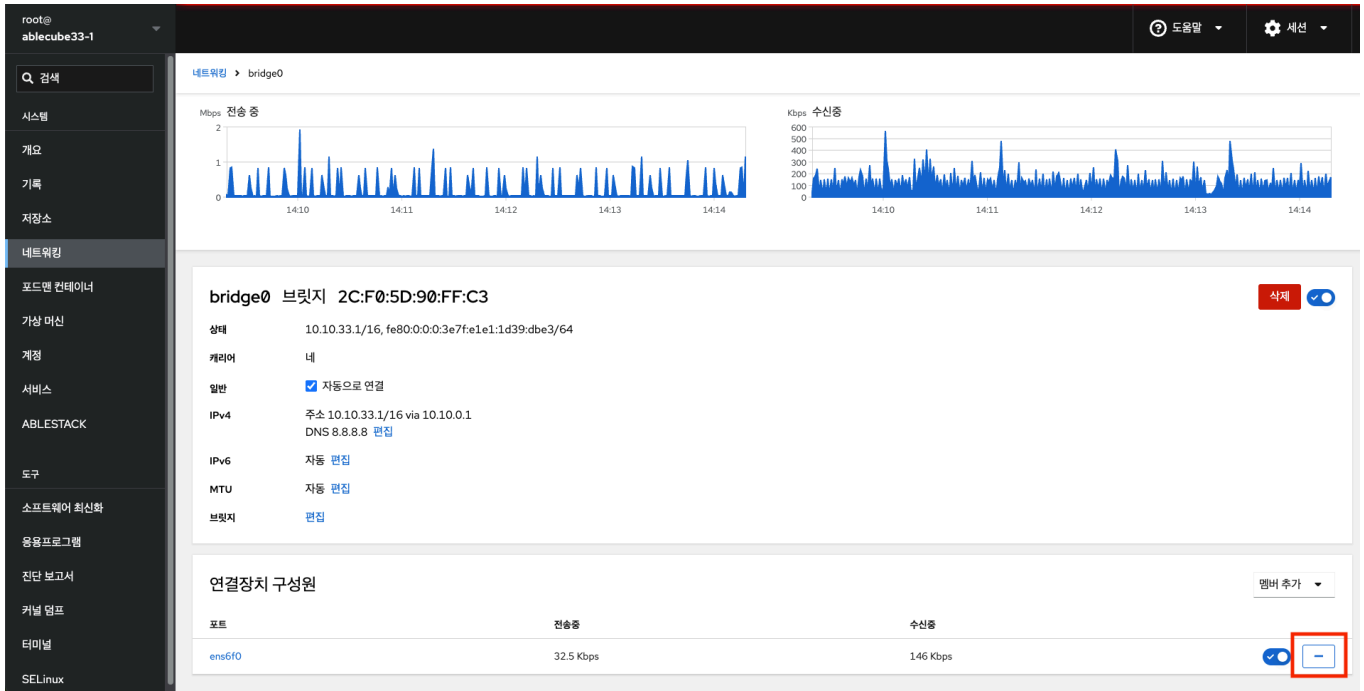 root@
ablecube33-1
도움말
세션
검색
시스템
개요
기록
저장소
네트워킹
포드맨 컨테이너
가상 머신
계정
서비스
ABLESTACK
도구
소프트웨어 최신화
응용프로그램
진단 보고서
커널 덤프
터미널
SELinux
네트워킹 > bridge0
Mbps 전송 중
2
1
0
14:10 14:11 14:12 14:13 14:14
Kbps 수신중
600
500
400
300
200
100
0
14:10 14:11 14:12 14:13 14:14
bridge0 브릿지 2C:F0:5D:90:FF:C3
삭제
상태 10.10.33.1/16, fe80:0:0:0:3e7f:e1e1:1d39:dbe3/64
캐리어 네
일반 자동으로 연결
IPv4 주소 10.10.33.1/16 via 10.10.0.1
DNS 8.8.8.8 편집
IPv6 자동 편집
MTU 자동 편집
브릿지 편집
연결장치 구성원
멤버 추가
포트 전송중 수신중
ens6f0 32.5 Kbps 146 Kbps